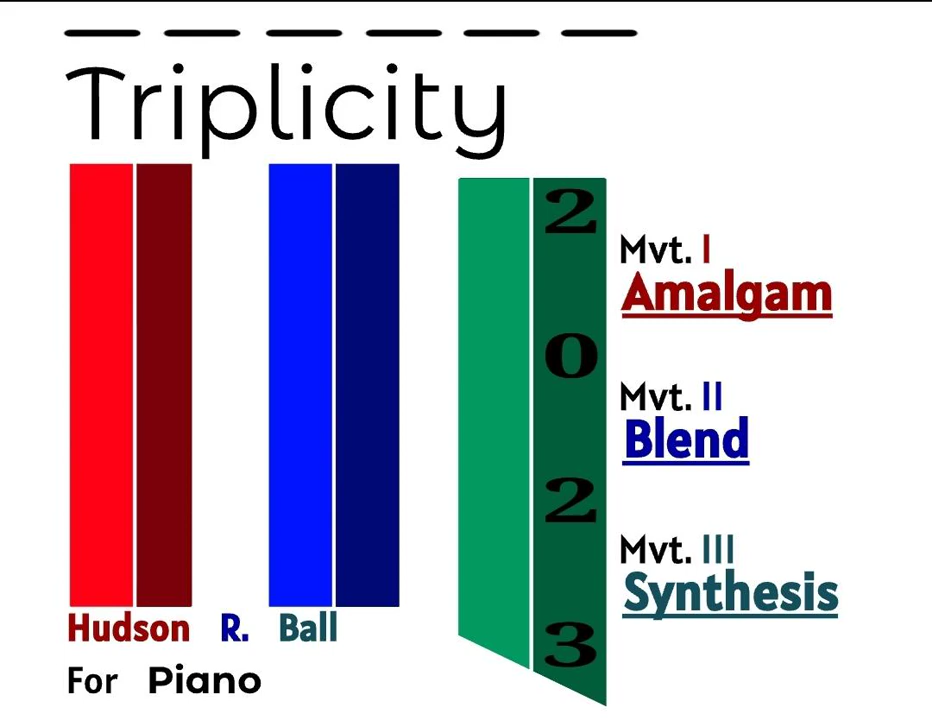 Triplicity
2
0
2
3
Mvt. I
Amalgam
Mvt. II
Blend
Mvt. III
Synthesis
Hudson R. Ball
For Piano